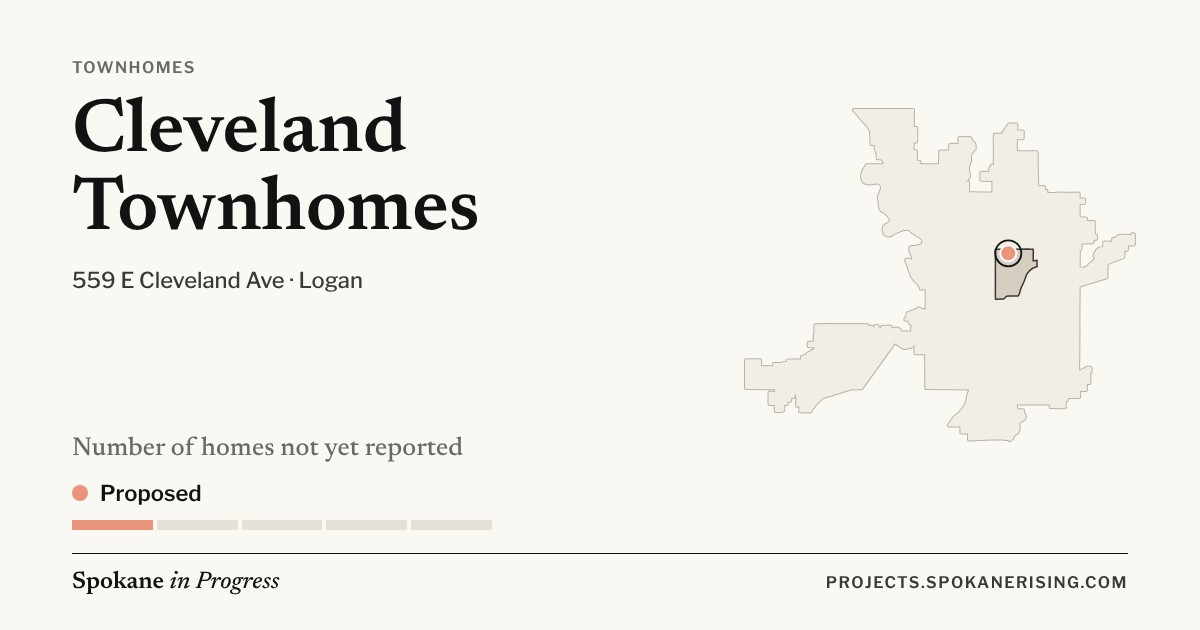 TOWNHOMES
Cleveland
Townhomes
559 E Cleveland Ave · Logan
Number of homes not yet reported
Proposed
Spokane in Progress
PROJECTS.SPOKANERISING.COM